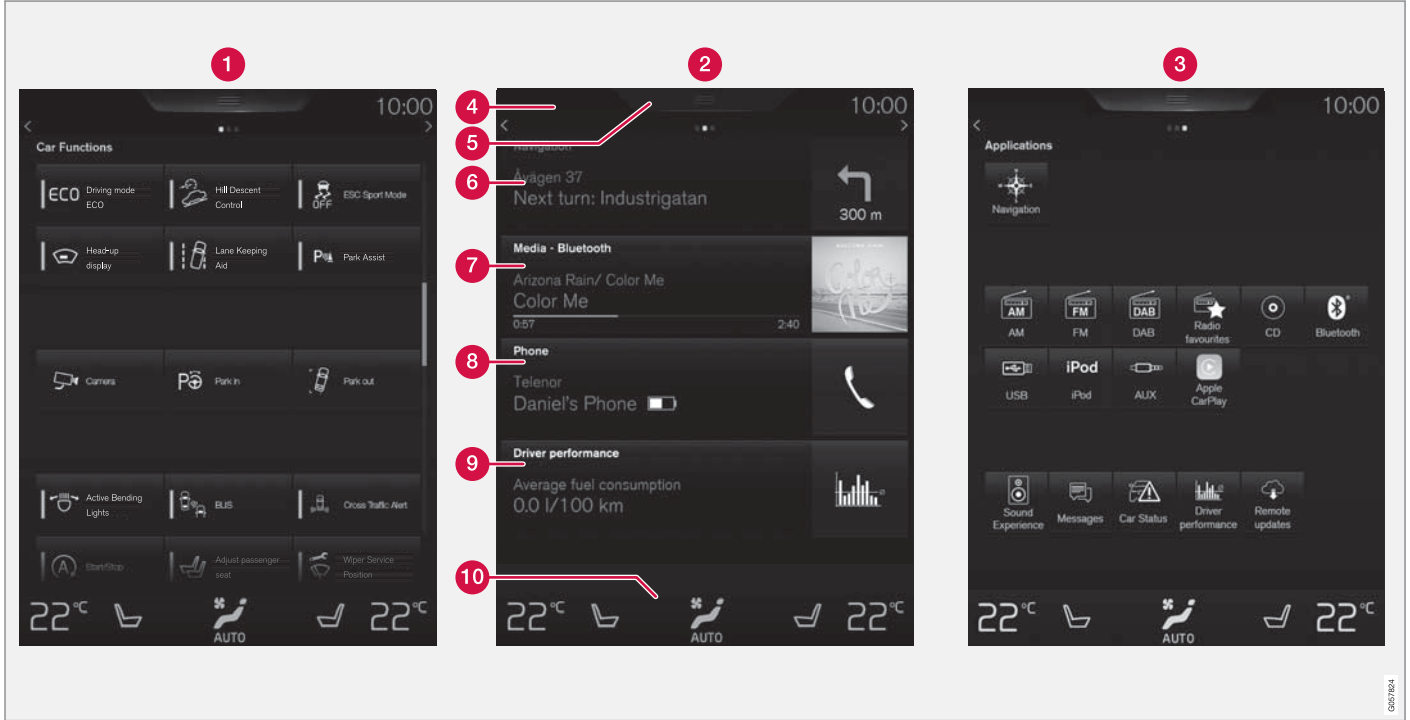 1
2
3
10:00
Car Functions
ECO Driving mode ECO
Hill Descent Control
OFF ESC Sport Mode
Head-up display
Lane Keeping Aid
P Park Assist
Camera
P Park in
Park out
Active Bending Lights
BLIS
Cross Traffic Alert
A Start/Stop
Adjust passenger seat
Wiper Service Position
22°C
AUTO
22°C
4
5
6
7
8
9
10
10:00
Navigation
Åvägen 37
Next turn: Industrigatan
300 m
Media - Bluetooth
Arizona Rain/ Color Me
Color Me
0:57
2:40
Color Me
Phone
Telenor
Daniel's Phone
Driver performance
Average fuel consumption
0.0 l/100 km
22°C
AUTO
22°C
10:00
Applications
Navigation
AM
AM
FM
FM
DAB
DAB
Radio favourites
CD
Bluetooth
USB
iPod
iPod
AUX
Apple CarPlay
Sound Experience
Messages
Car Status
Driver performance
Remote updates
22°C
AUTO
22°C
G057824